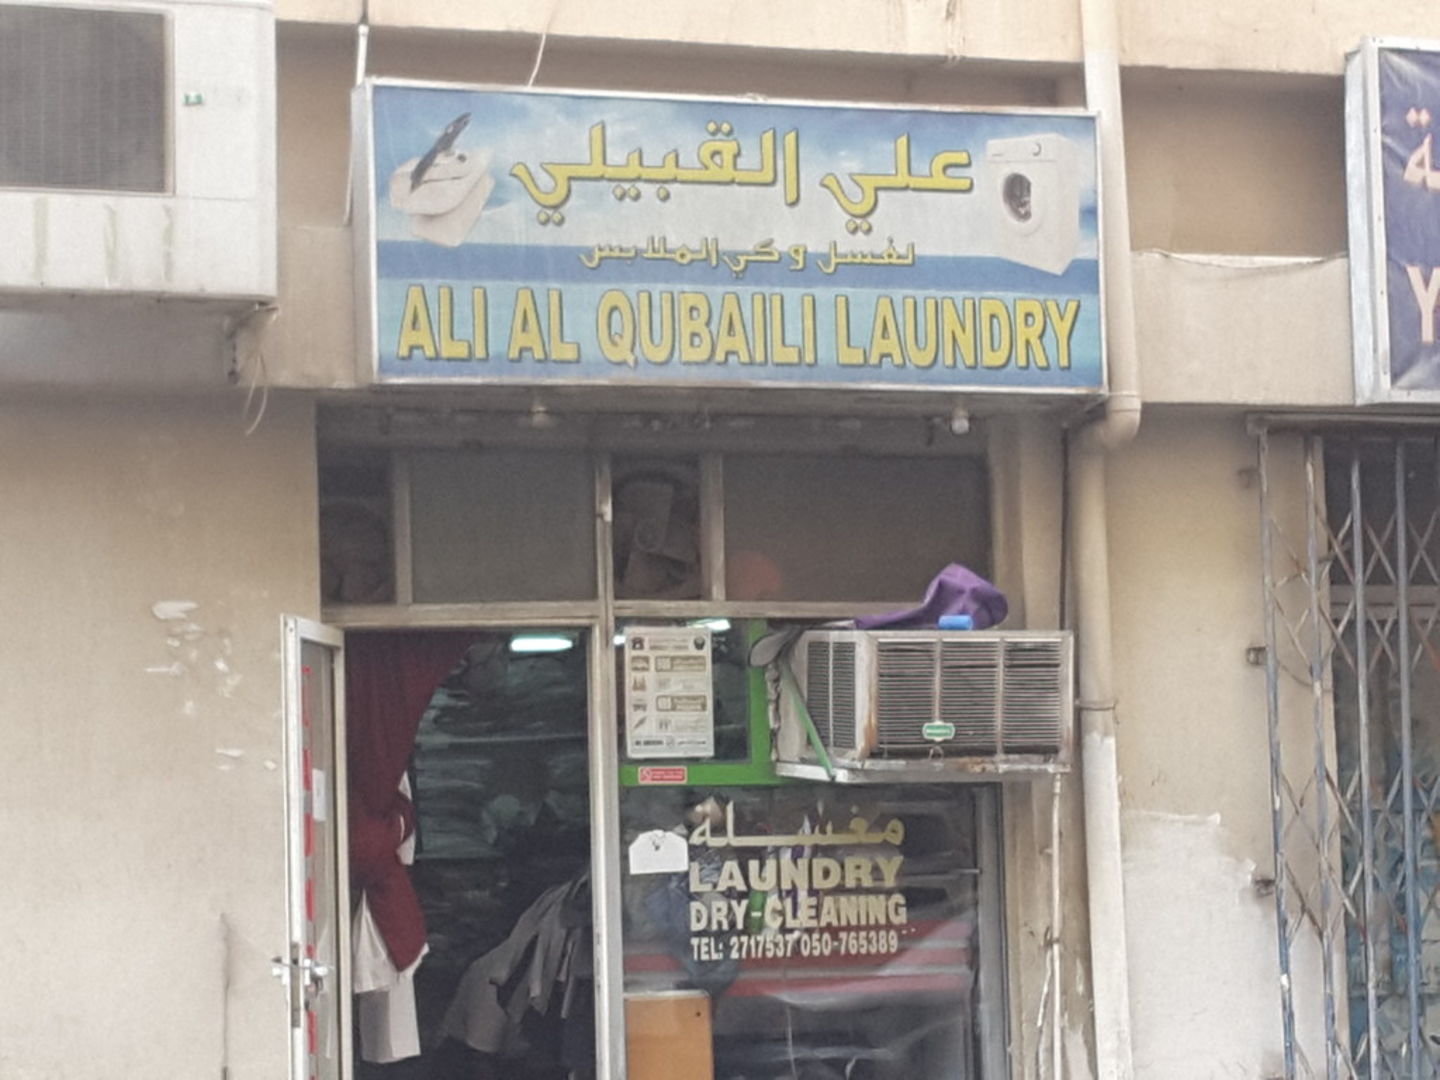 علي القبيلي
لغسل وكي الملابس
ALI AL QUBAILI LAUNDRY
مغسلة
LAUNDRY
DRY-CLEANING
TEL: 2717537 050-765389